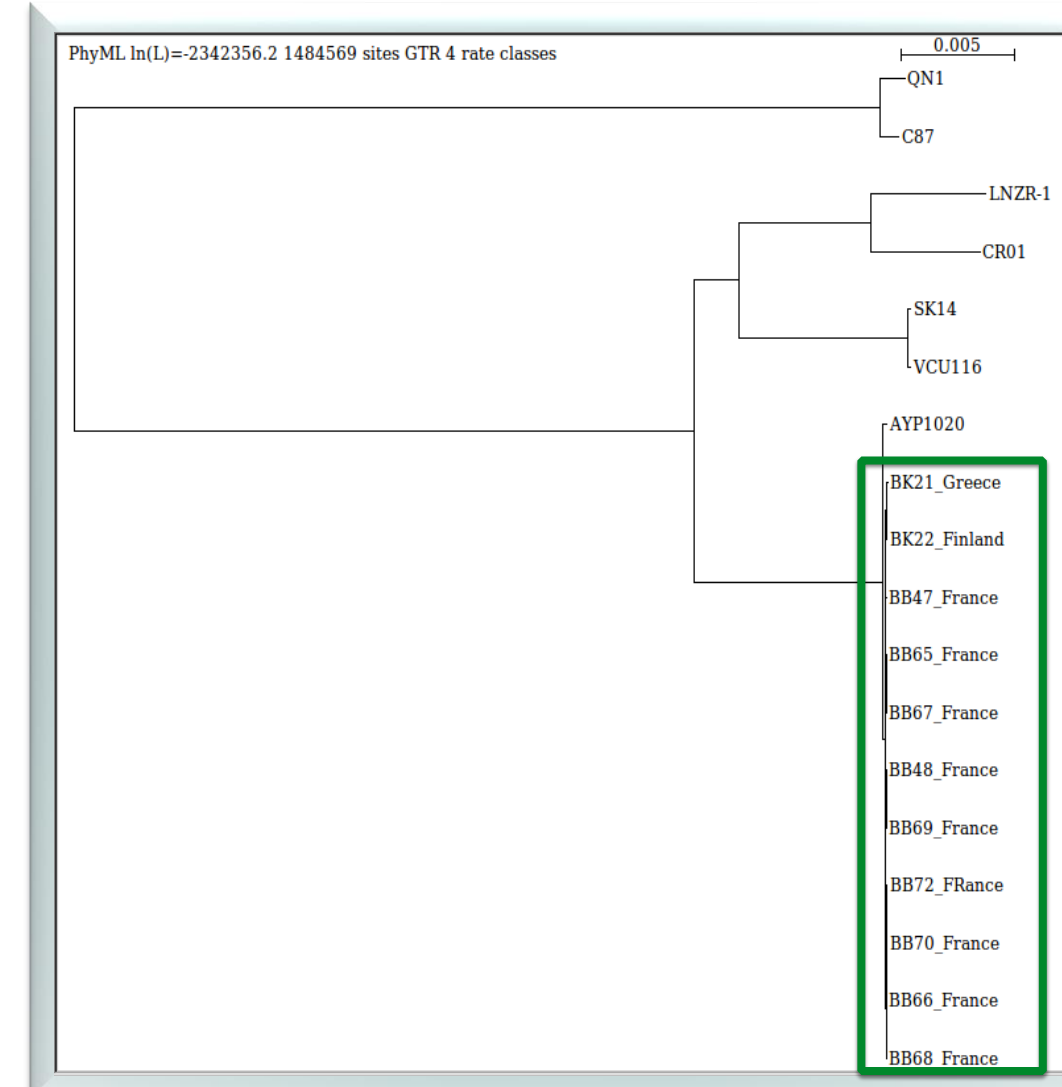 PhyML ln(L)=-2342356.2 1484569 sites GTR 4 rate classes
0.005
QN1
C87
LNZR-1
CR01
SK14
VCU116
AYP1020
BK21_Greece
BK22_Finland
BB47_France
BB65_France
BB67_France
BB48_France
BB69_France
BB72_FRance
BB70_France
BB66_France
BB68_France